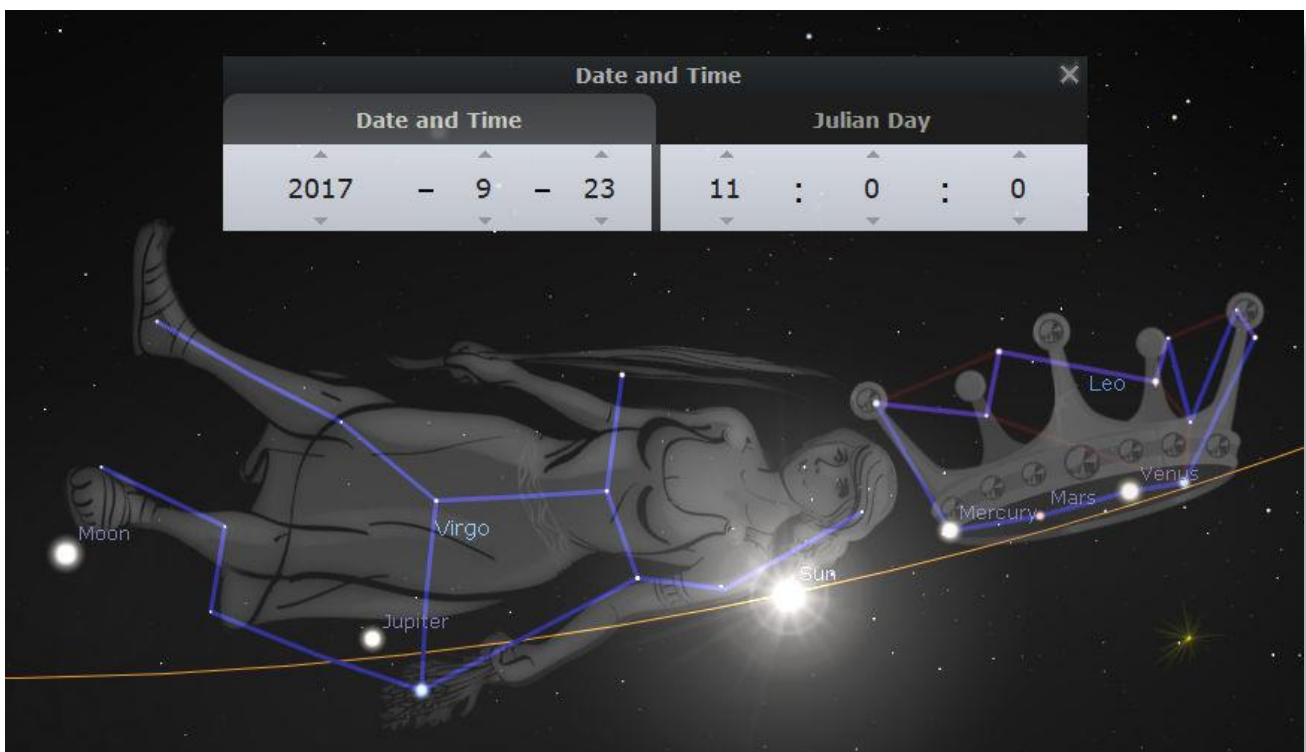 Date and Time
Date and Time
Julian Day
2017 - 9 - 23 11 : 0 : 0
Leo
Venus
Mars
Mercury
Virgo
Moon
Sun
Jupiter